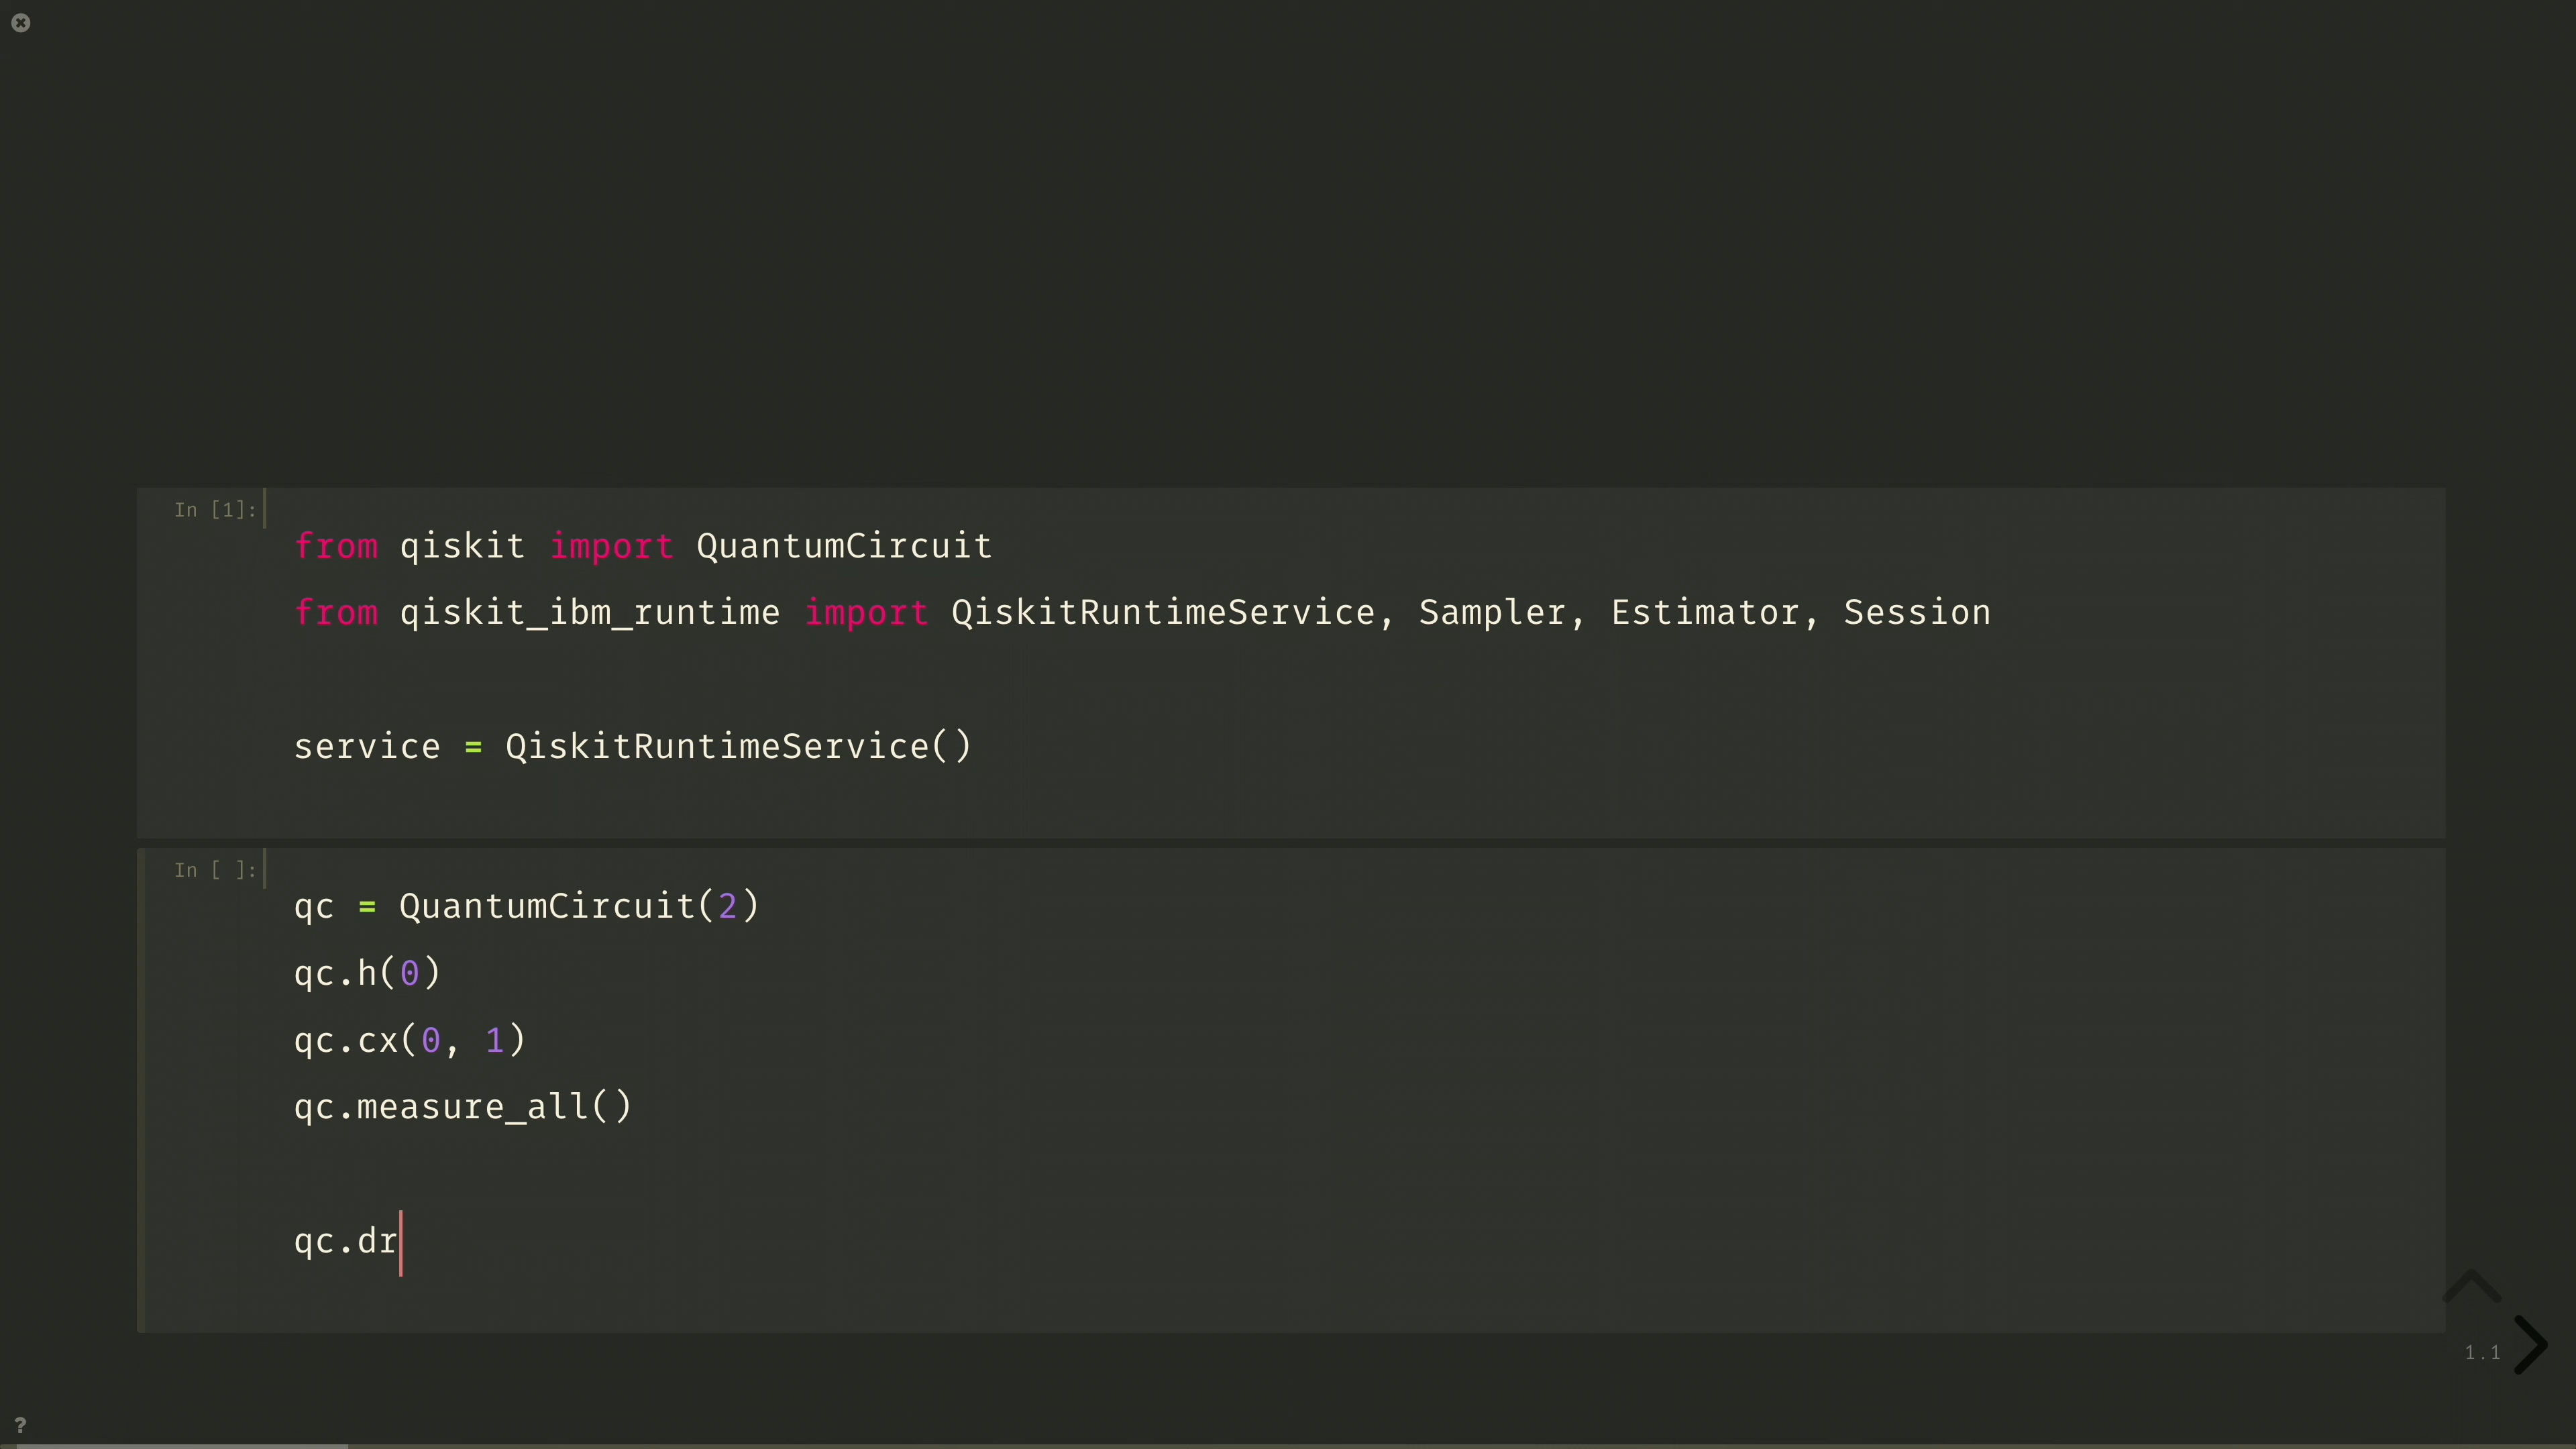 In [1]:
from qiskit import QuantumCircuit
from qiskit_ibm_runtime import QiskitRuntimeService, Sampler, Estimator, Session
service = QiskitRuntimeService()
In [ ]:
qc = QuantumCircuit(2)
qc.h(0)
qc.cx(0, 1)
qc.measure_all()
qc.dr
1.1
?